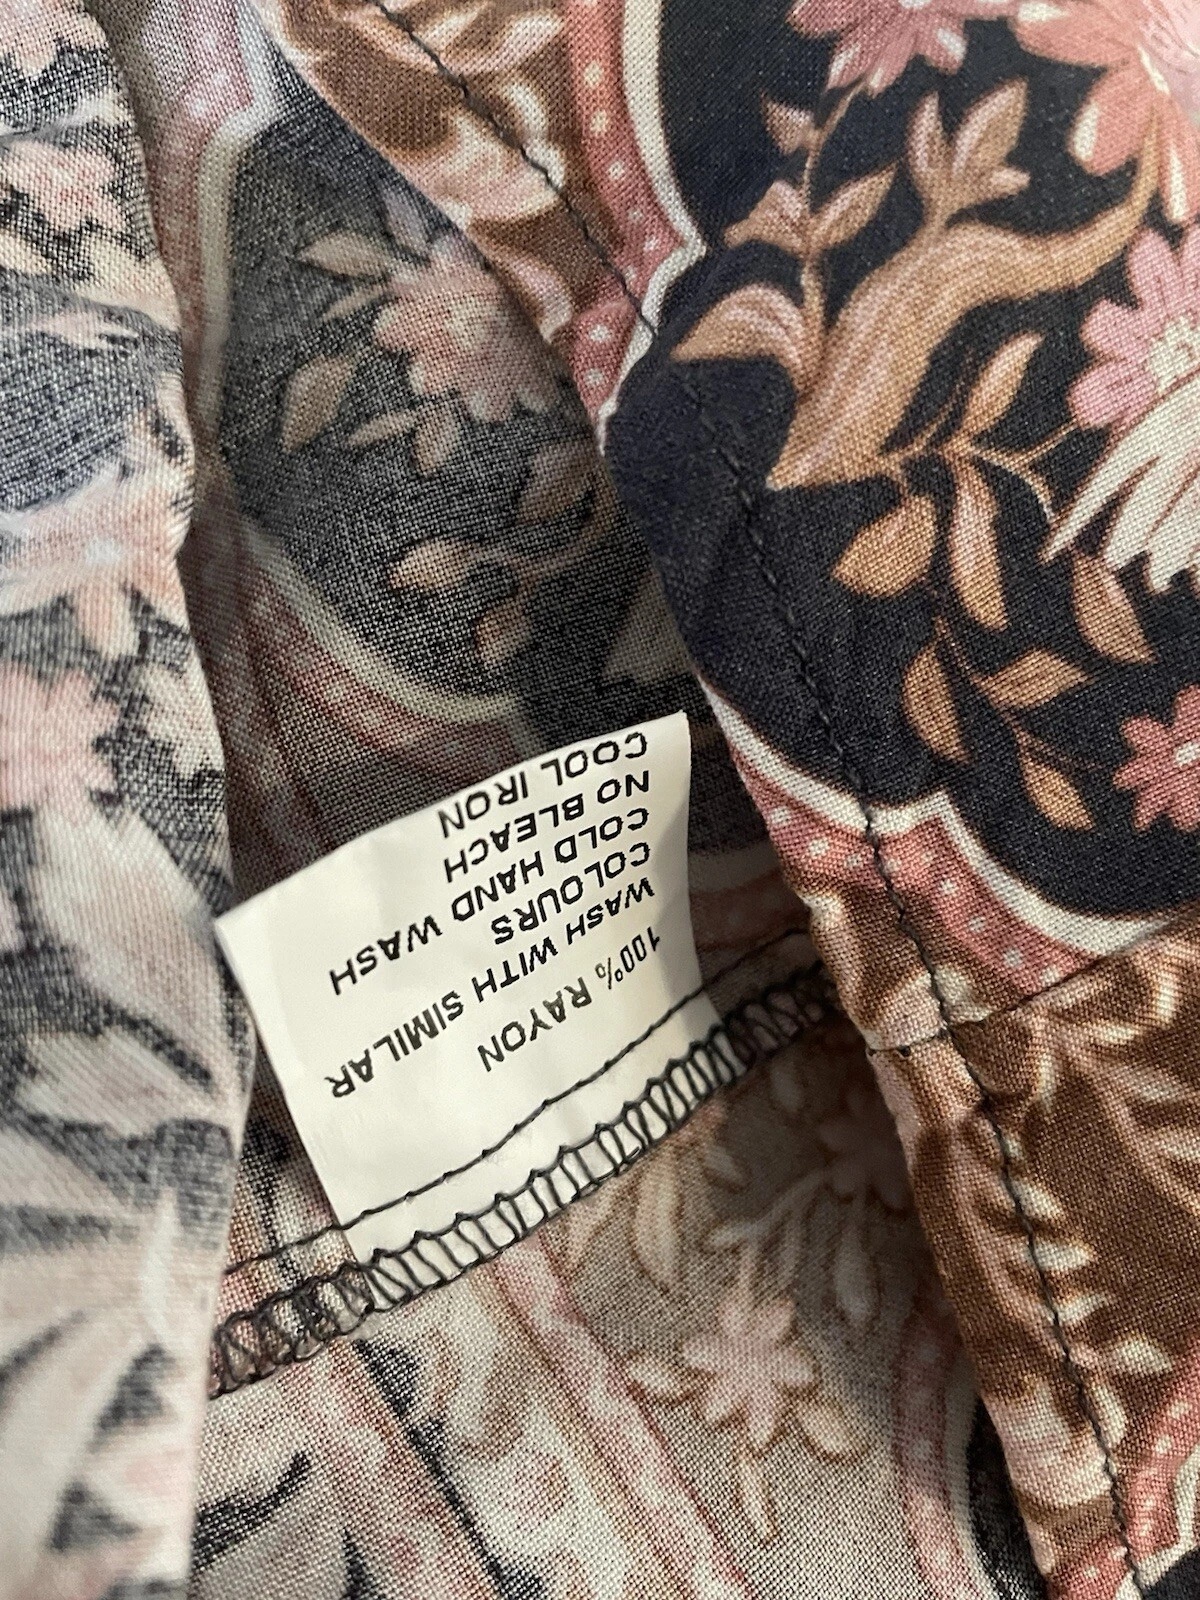 100% RAYON
WASH WITH SIMILAR
COLOURS
COLD HAND WASH
NO BLEACH
COOL IRON